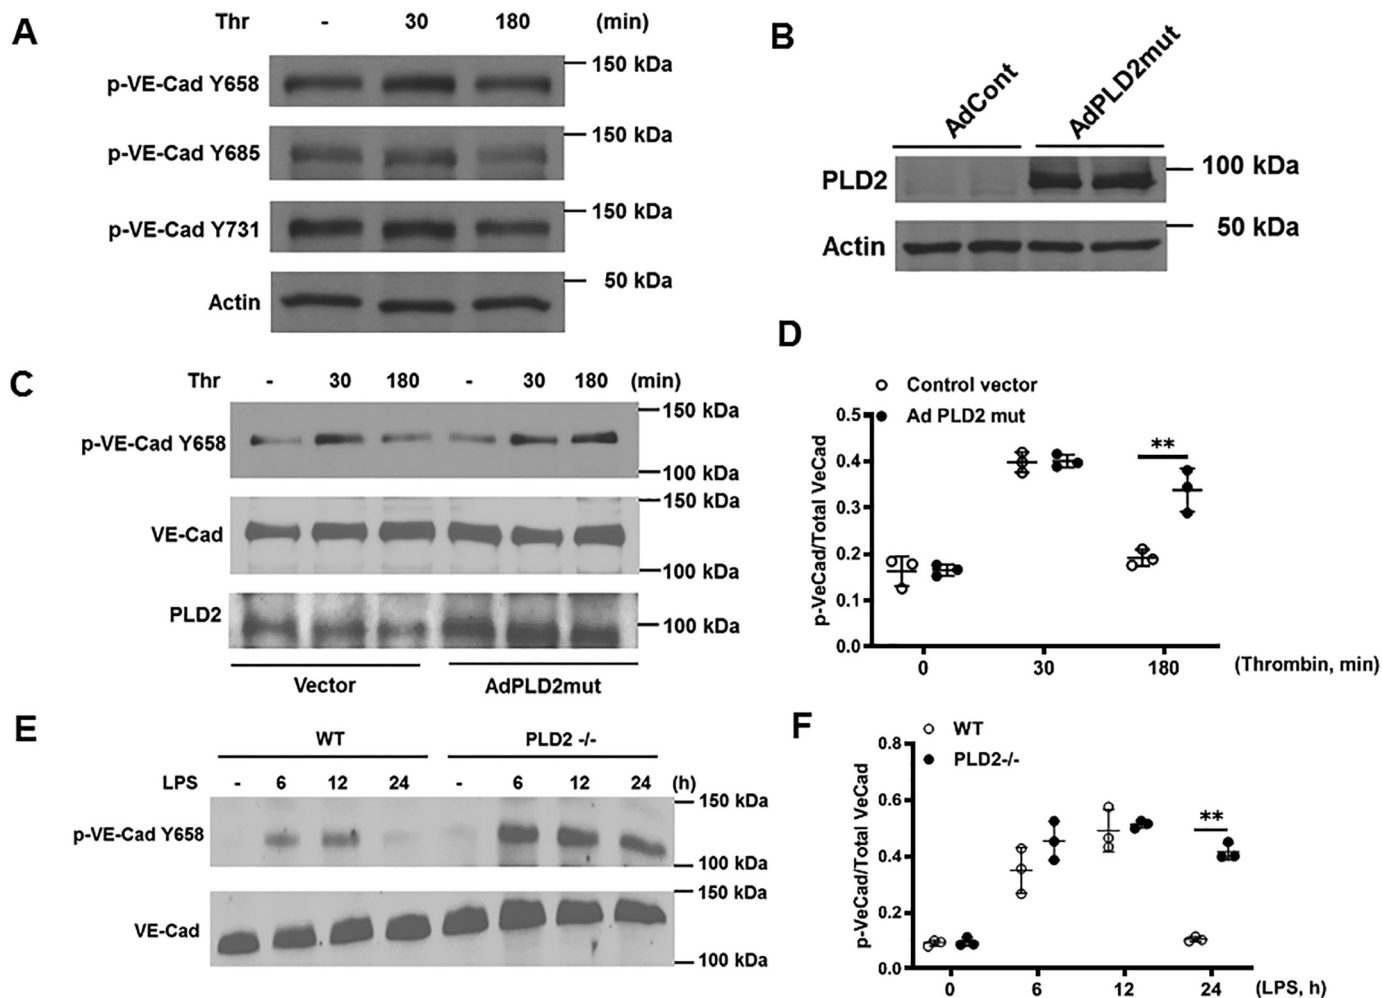 A
Thr - 30 180 (min)
p-VE-Cad Y658 150 kDa
p-VE-Cad Y685 150 kDa
p-VE-Cad Y731 150 kDa
Actin 50 kDa
B
AdCont AdPLD2mut
PLD2 100 kDa
Actin 50 kDa
C
Thr - 30 180 - 30 180 (min)
150 kDa
p-VE-Cad Y658
100 kDa
150 kDa
VE-Cad
100 kDa
PLD2 100 kDa
Vector AdPLD2mut
D
Control vector
Ad PLD2 mut
p-VeCad/Total VeCad
0.5
0.4
0.3
0.2
0.1
0.0
**
0 30 180 (Thrombin, min)
E
WT PLD2 -/-
LPS - 6 12 24 - 6 12 24 (h)
150 kDa
p-VE-Cad Y658
100 kDa
150 kDa
VE-Cad
100 kDa
F
WT
PLD2-/-
p-VeCad/Total VeCad
0.8
0.6
0.4
0.2
0.0
**
0 6 12 24 (LPS, h)